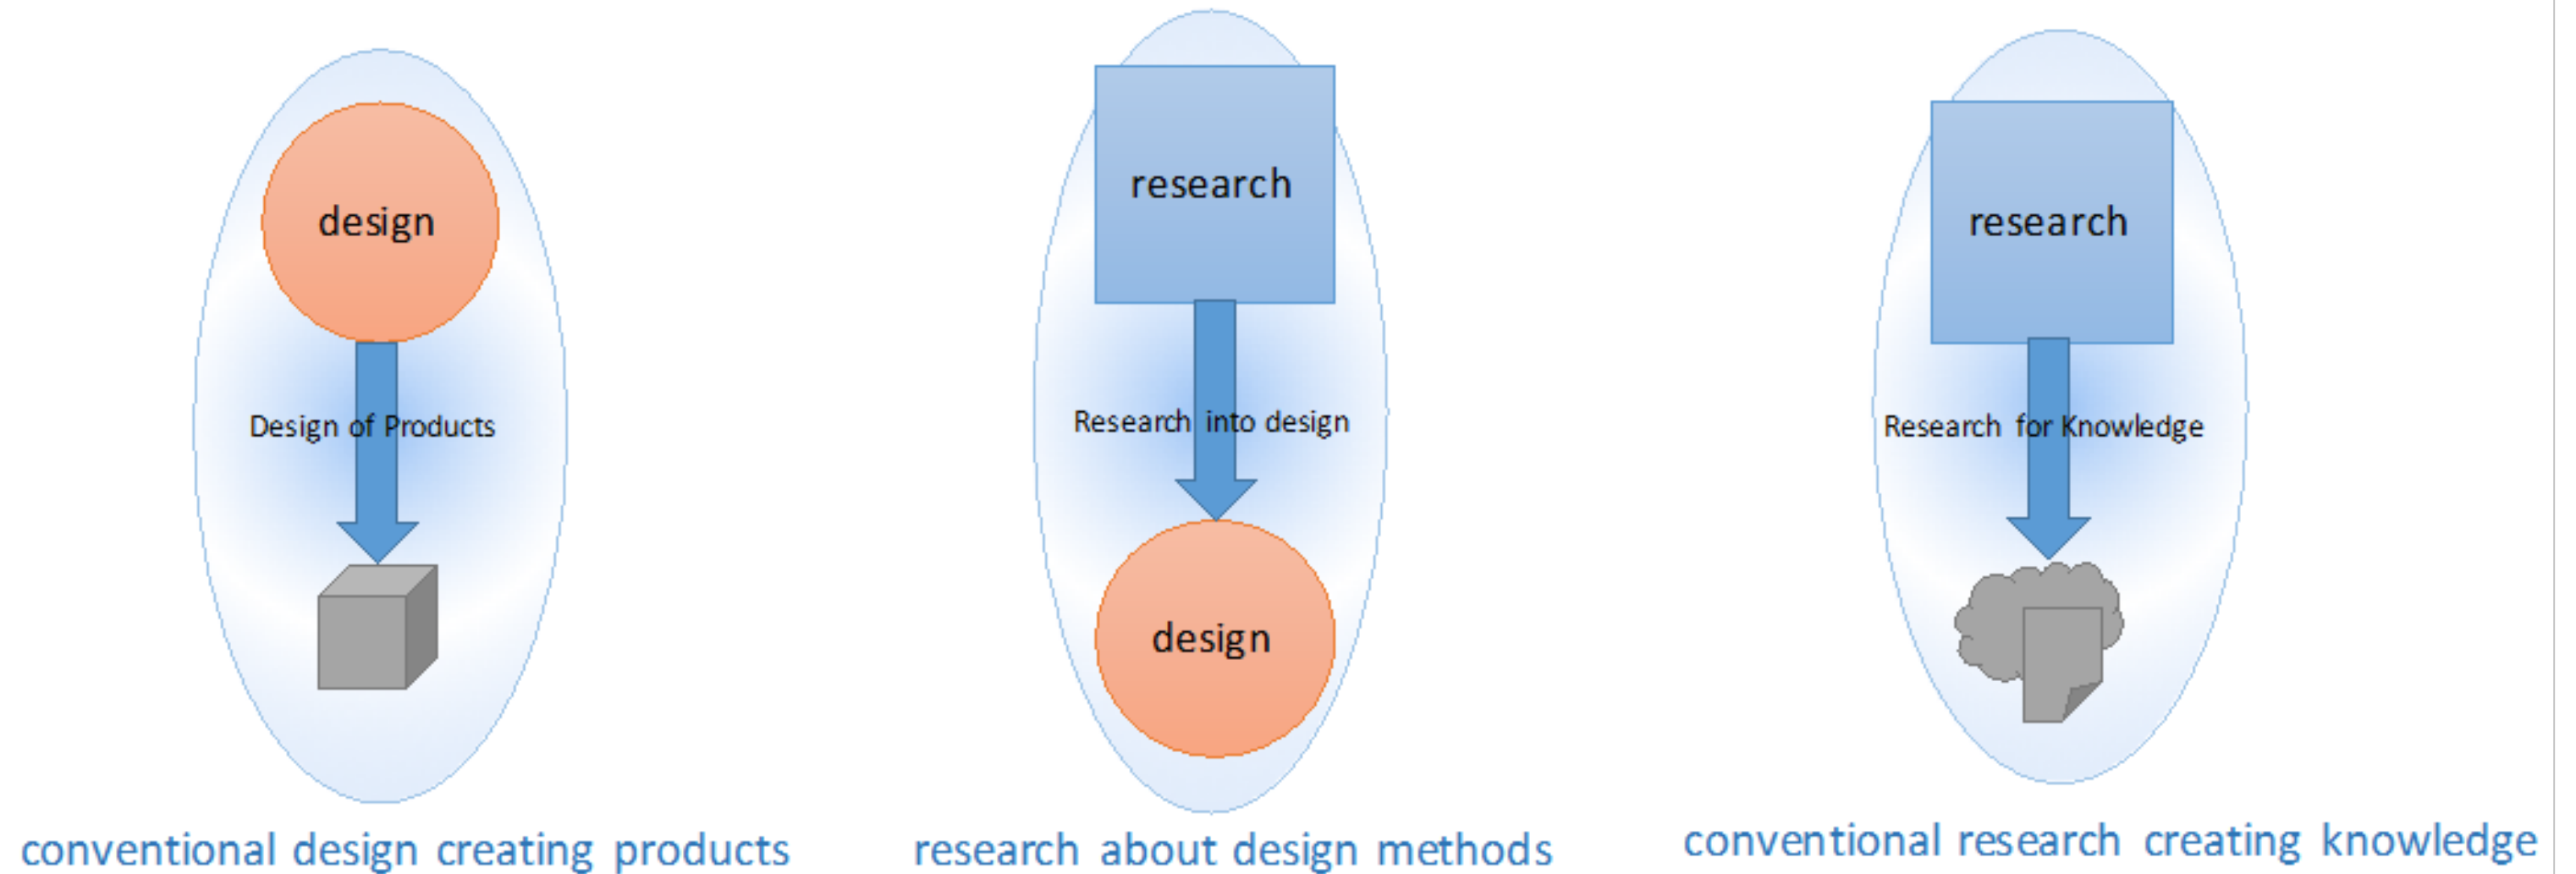 design
Design of Products
conventional design creating products
research
Research into design
design
research about design methods
research
Research for Knowledge
conventional research creating knowledge